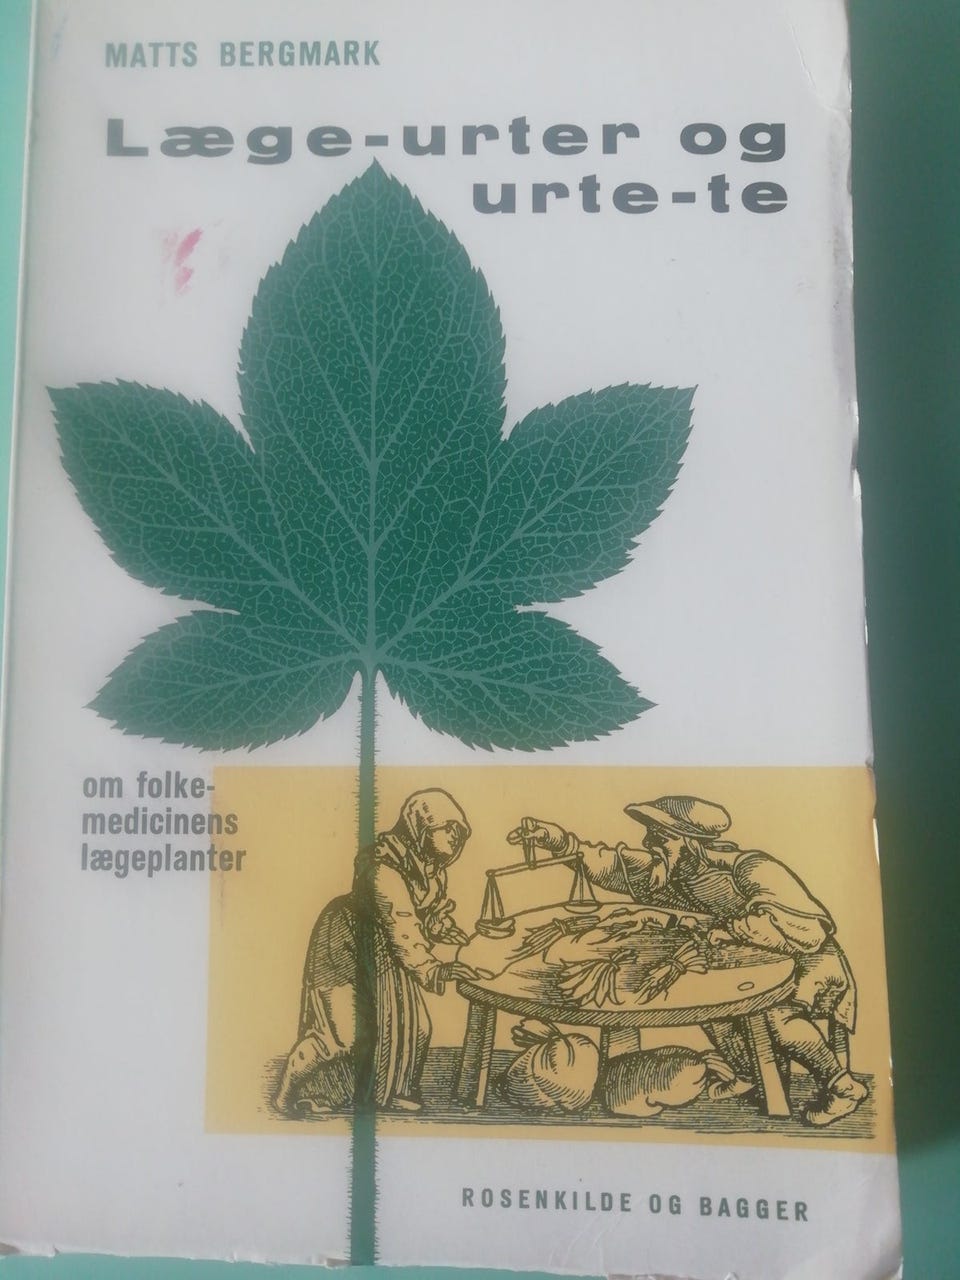 MATTS BERGMARK
Læge-urter og
urte-te
om folke-
medicinens
lægeplanter
ROSENKILDE OG BAGGER